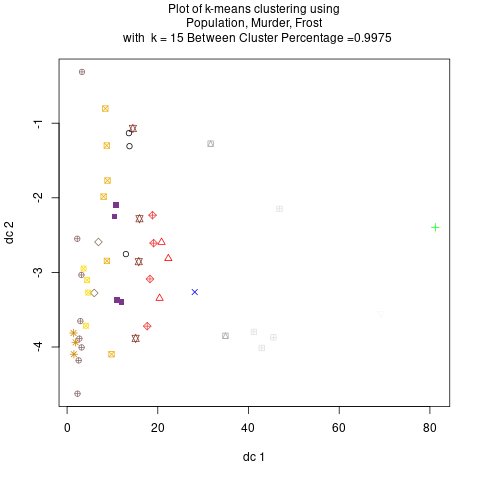 Plot of k-means clustering using
Population, Murder, Frost
with k = 15 Between Cluster Percentage =0.9975
-1
-2
-3
-4
dc 2
0 20 40 60 80
dc 1